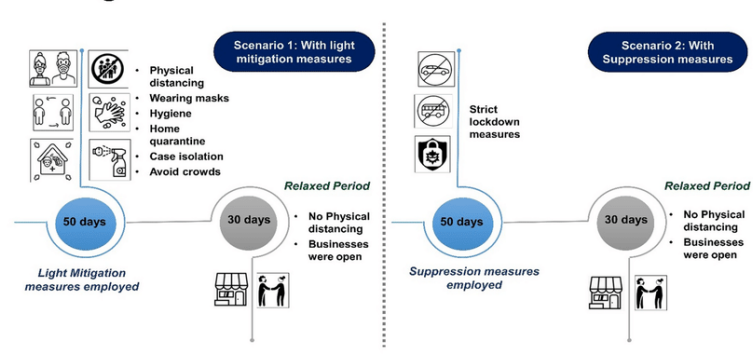 Scenario 1: With light
mitigation measures
• Physical
distancing
• Wearing masks
• Hygiene
• Home
quarantine
• Case isolation
• Avoid crowds
50 days
Light Mitigation
measures employed
Relaxed Period
30 days
• No Physical
distancing
• Businesses
were open
Scenario 2: With
Suppression measures
Strict
lockdown
measures
50 days
Suppression measures
employed
Relaxed Period
30 days
• No Physical
distancing
• Businesses
were open